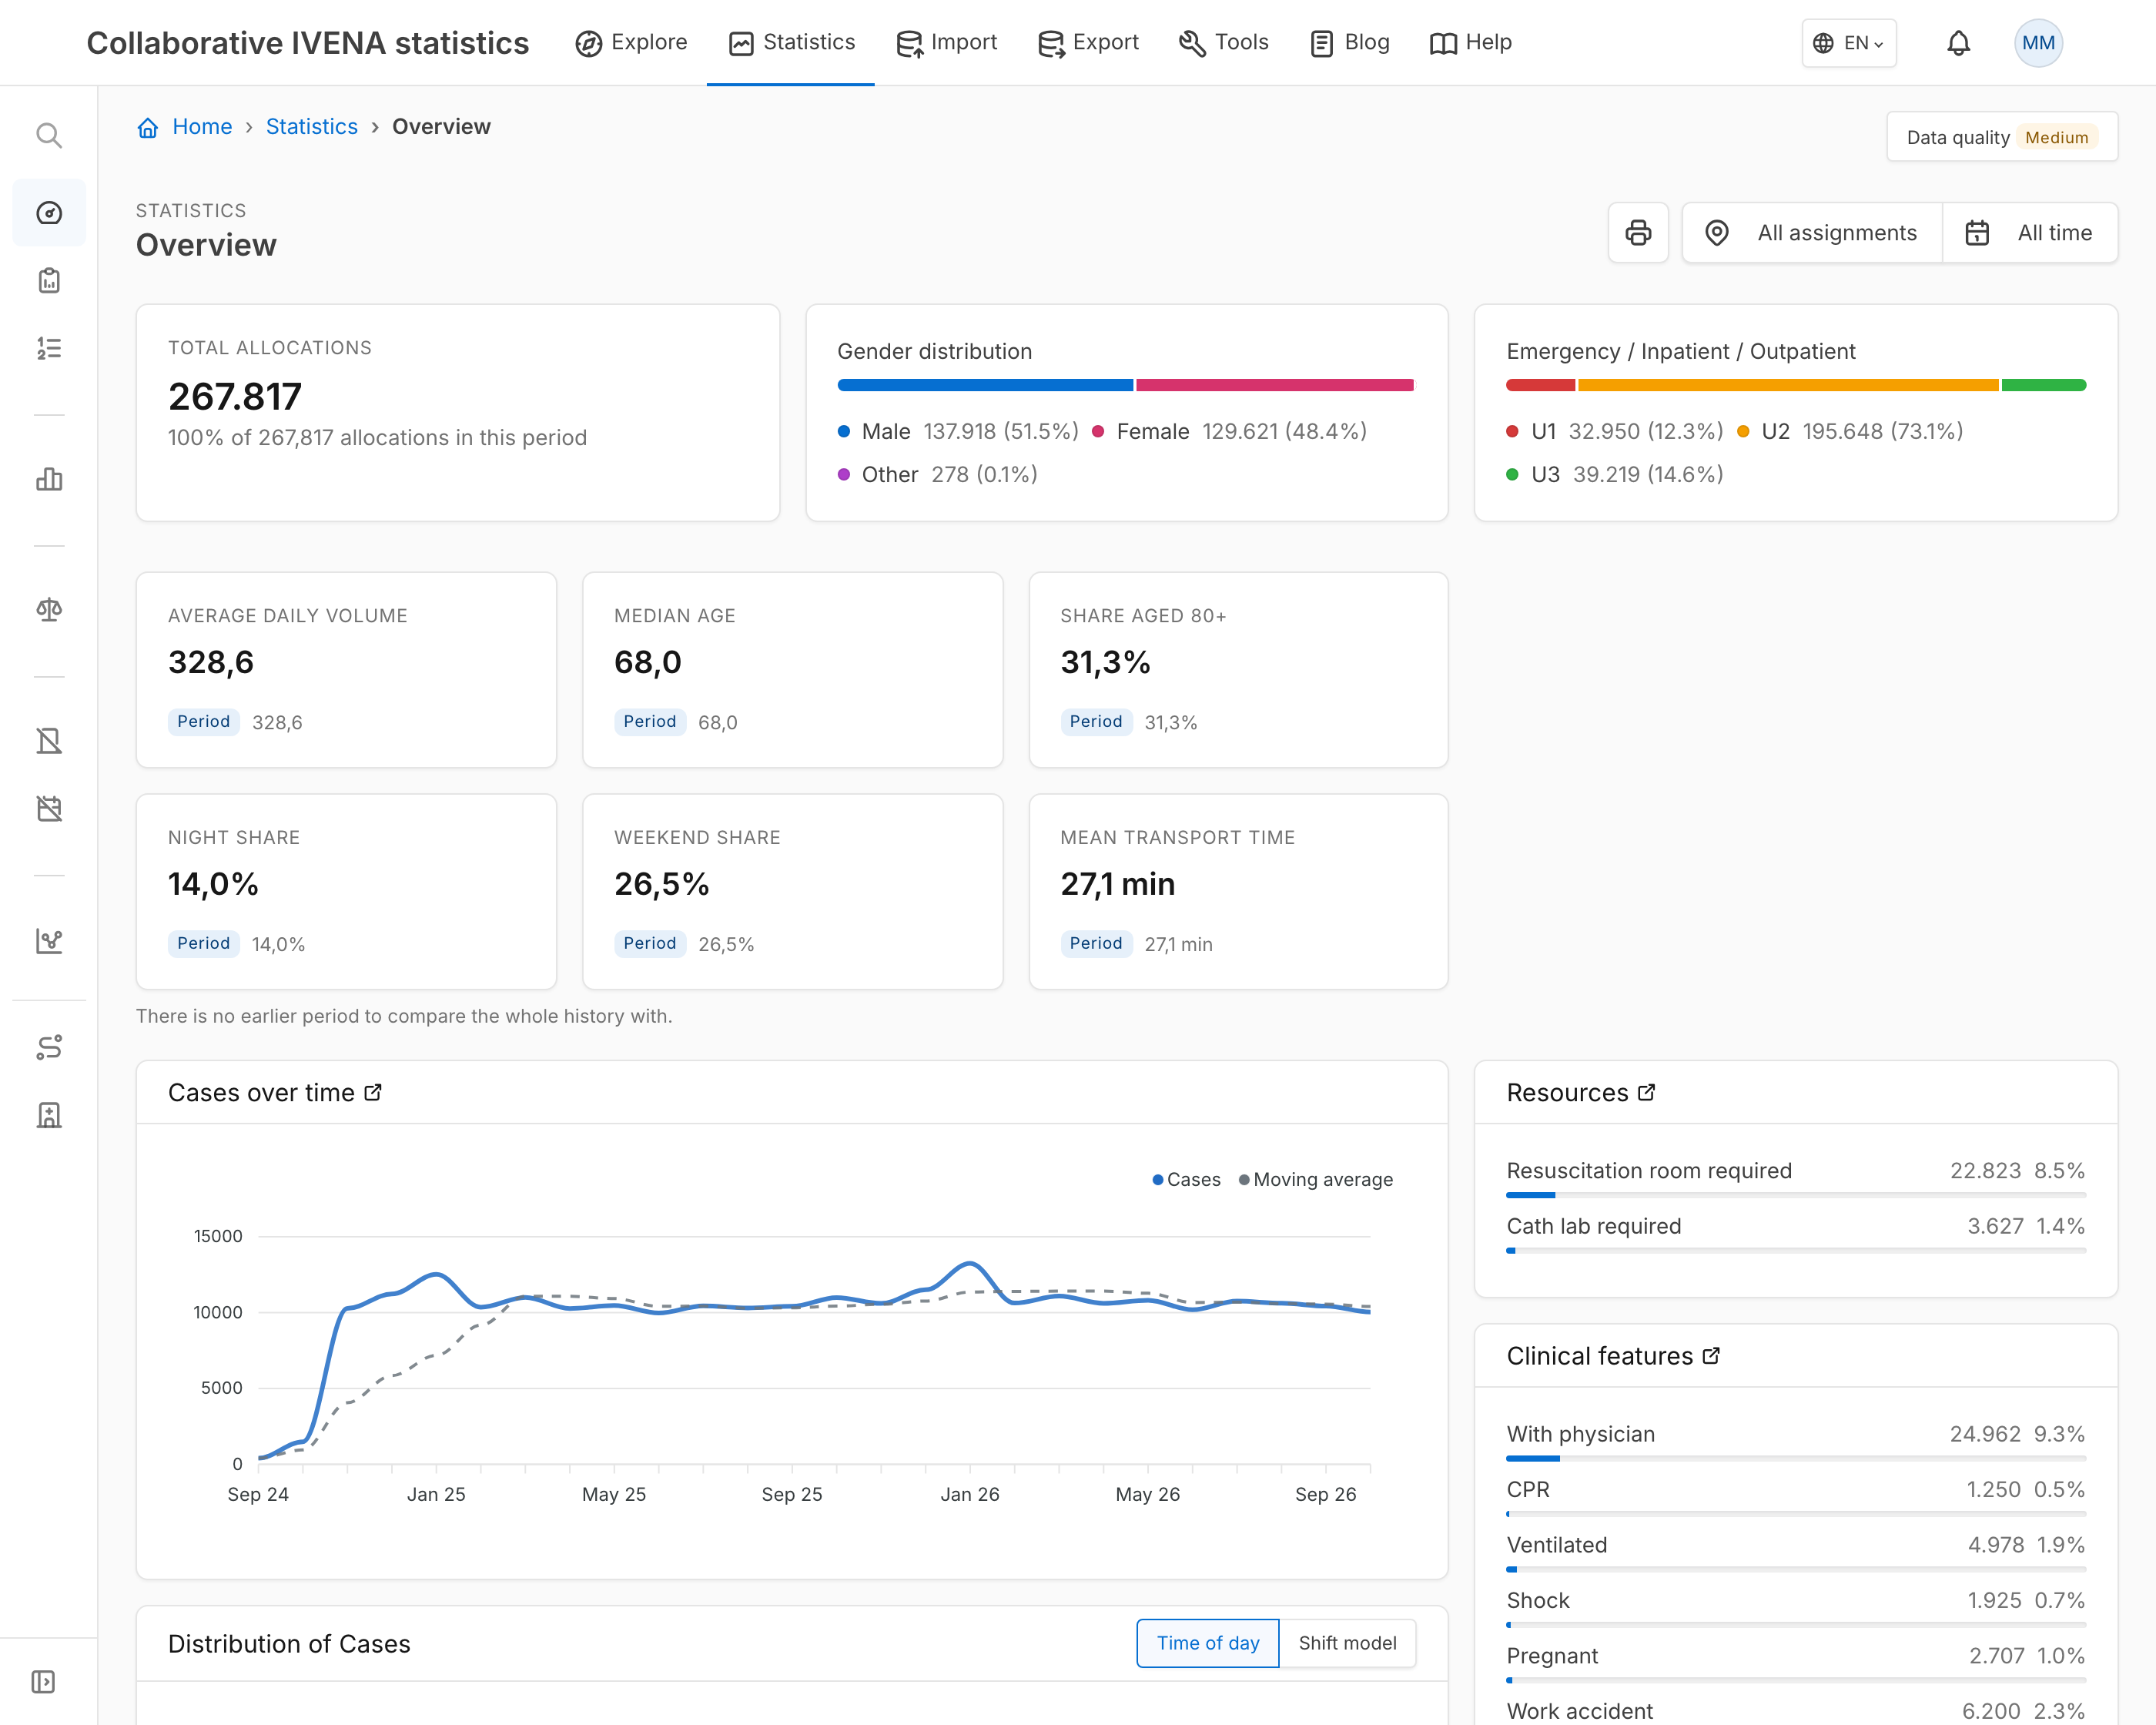 Collaborative IVENA statistics
Explore
Statistics
Import
Export
Tools
Blog
Help
EN
MM
Home › Statistics › Overview
Data quality Medium
STATISTICS
Overview
All assignments
All time
TOTAL ALLOCATIONS
267.817
100% of 267,817 allocations in this period
Gender distribution
Male 137.918 (51.5%) Female 129.621 (48.4%)
Other 278 (0.1%)
Emergency / Inpatient / Outpatient
U1 32.950 (12.3%) U2 195.648 (73.1%)
U3 39.219 (14.6%)
AVERAGE DAILY VOLUME
328,6
Period 328,6
MEDIAN AGE
68,0
Period 68,0
SHARE AGED 80+
31,3%
Period 31,3%
NIGHT SHARE
14,0%
Period 14,0%
WEEKEND SHARE
26,5%
Period 26,5%
MEAN TRANSPORT TIME
27,1 min
Period 27,1 min
There is no earlier period to compare the whole history with.
Cases over time
Cases Moving average
15000
10000
5000
0
Sep 24 Jan 25 May 25 Sep 25 Jan 26 May 26 Sep 26
Resources
Resuscitation room required 22.823 8.5%
Cath lab required 3.627 1.4%
Clinical features
With physician 24.962 9.3%
CPR 1.250 0.5%
Ventilated 4.978 1.9%
Shock 1.925 0.7%
Pregnant 2.707 1.0%
Work accident 6.200 2.3%
Distribution of Cases
Time of day
Shift model